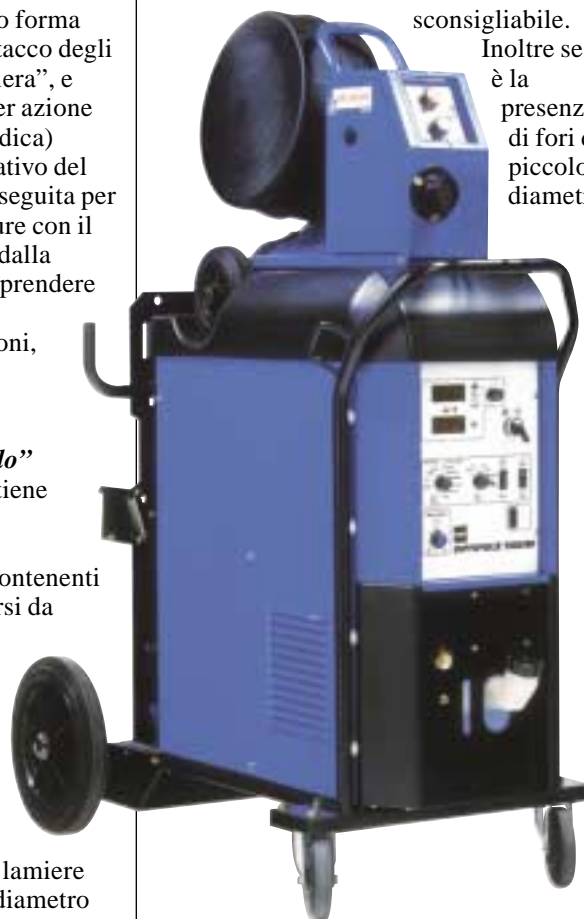 o forma
tacco degli
era”, e
er azione
dica)
ativo del
seguita per
ure con il
dalla
prendere
oni,
lo”
tiene
ontenenti
rsi da
lamiere
diametro
sconsigliabile.
Inoltre se
è la
presenz
di fori d
piccolo
diametr